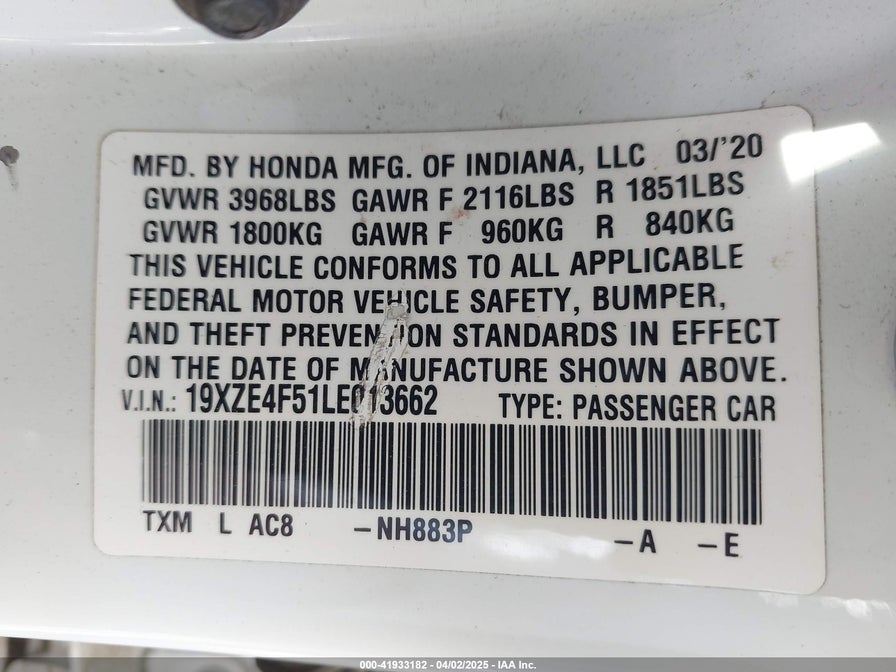 MFD. BY HONDA MFG. OF INDIANA, LLC 03/'20
GVWR 3968LBS GAWR F 2116LBS R 1851LBS
GVWR 1800KG GAWR F 960KG R 840KG
THIS VEHICLE CONFORMS TO ALL APPLICABLE
FEDERAL MOTOR VEHICLE SAFETY, BUMPER,
AND THEFT PREVENTION STANDARDS IN EFFECT
ON THE DATE OF MANUFACTURE SHOWN ABOVE.
V.I.N.: 19XZE4F51LE013662 TYPE: PASSENGER CAR
TXM L AC8 -NH883P -A -E
000-41933182 - 04/02/2025 - IAA Inc.